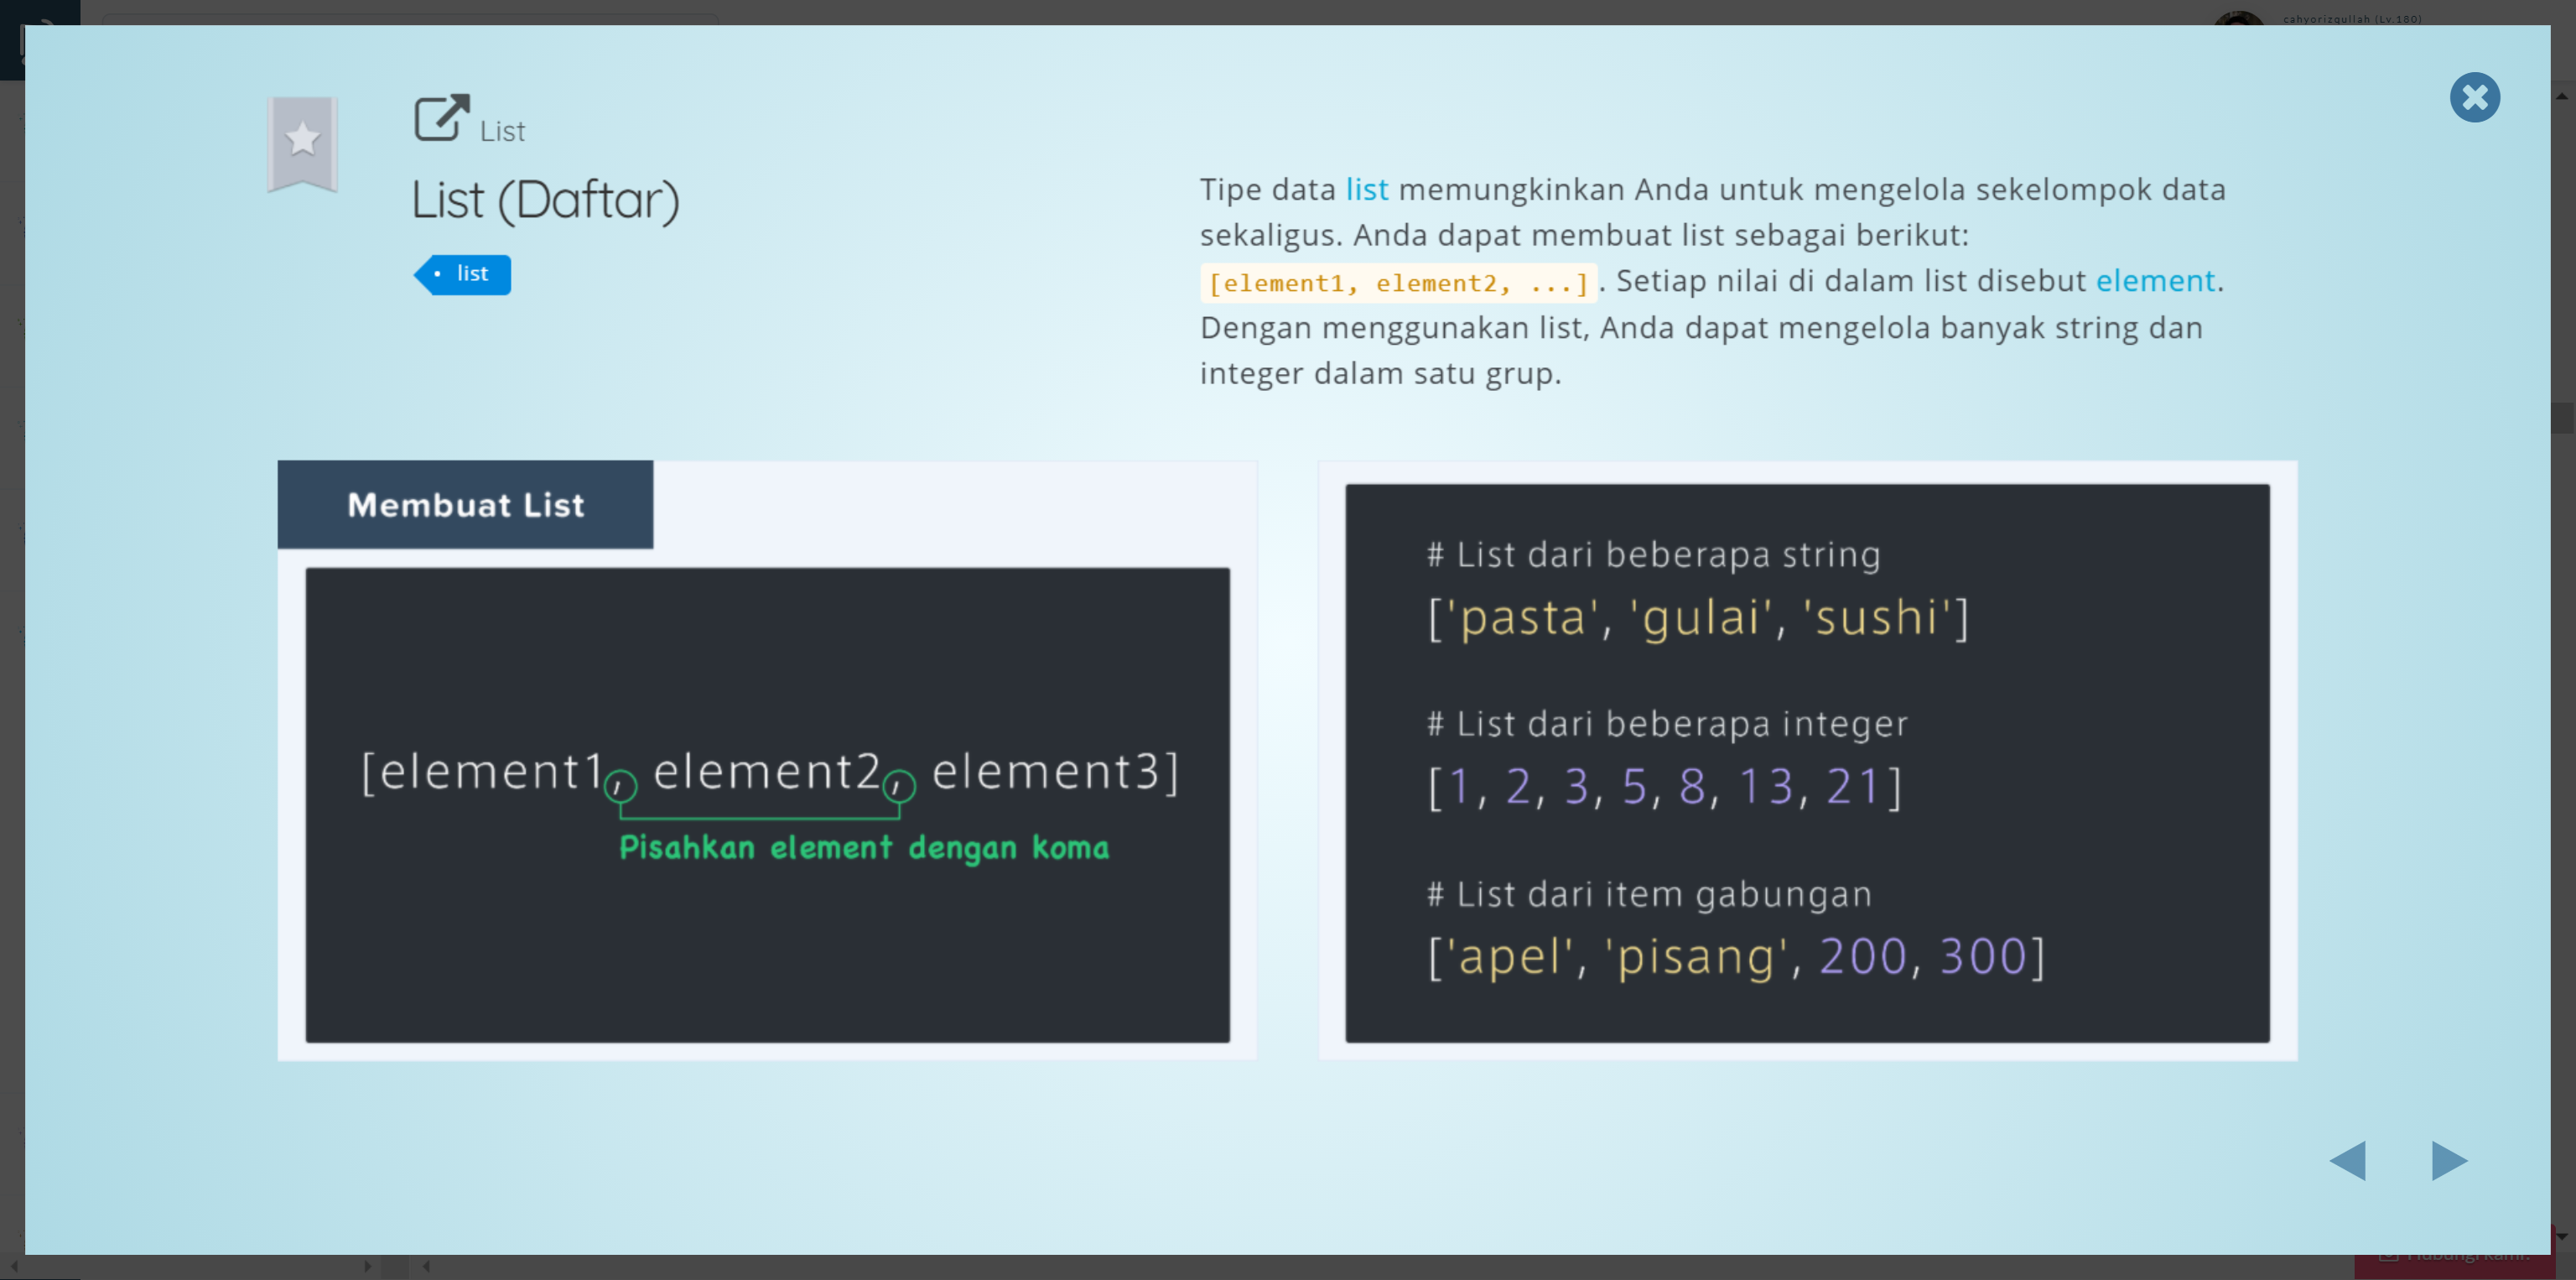 cahyorizqullah (Lv.180)
List
List (Daftar)
• list
Tipe data list memungkinkan Anda untuk mengelola sekelompok data
sekaligus. Anda dapat membuat list sebagai berikut:
[element1, element2, ...]. Setiap nilai di dalam list disebut element.
Dengan menggunakan list, Anda dapat mengelola banyak string dan
integer dalam satu grup.
Membuat List
[element1, element2, element3]
Pisahkan element dengan koma
# List dari beberapa string
['pasta', 'gulai', 'sushi']
# List dari beberapa integer
[1, 2, 3, 5, 8, 13, 21]
# List dari item gabungan
['apel', 'pisang', 200, 300]
Hubungi kami!